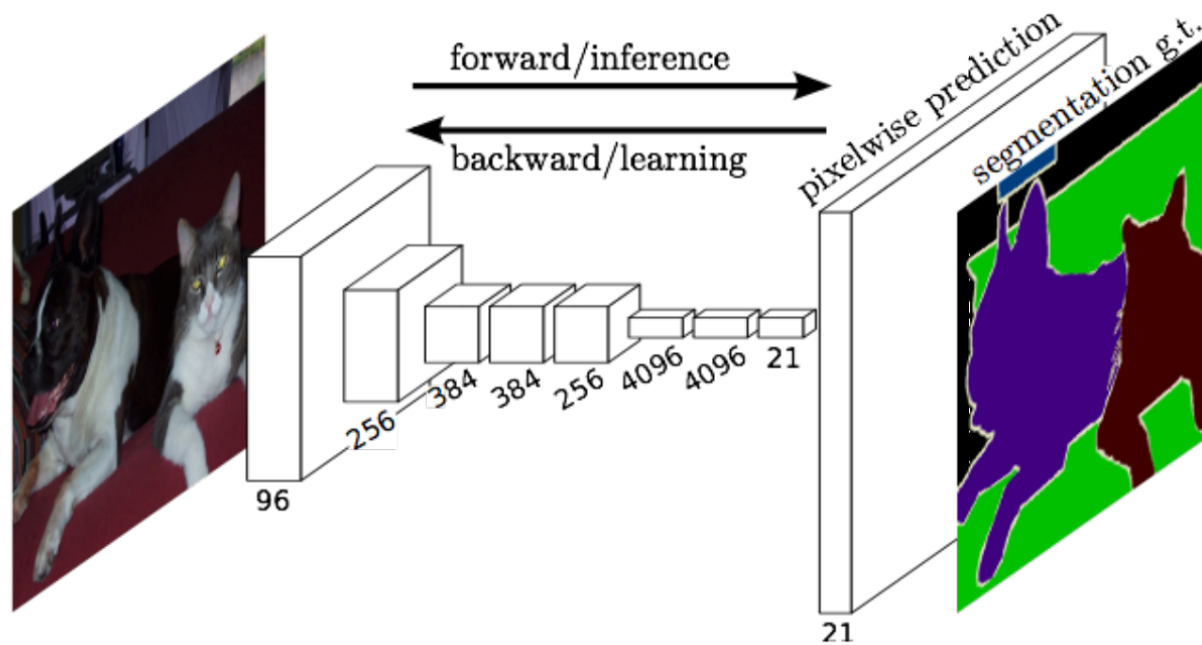 forward/inference
backward/learning
pixelwise prediction
segmentation g.t.
96
256
384
384
256
4096
4096
21
21